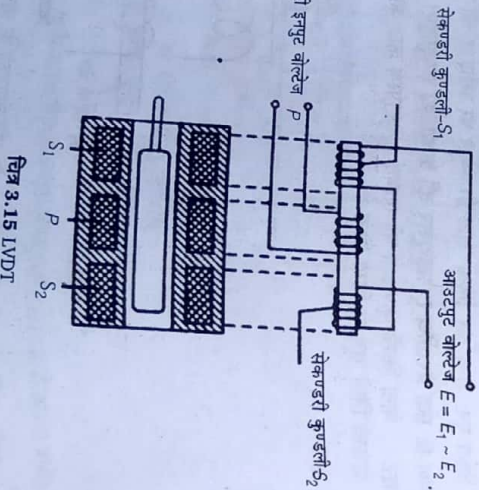 सेकण्डरी कुण्डली-S₁
आउटपुट वोल्टेज E = E₁ ~ E₂
ी इनपुट वोल्टेज P
सेकण्डरी कुण्डली-S₂
S₁
P
S₂
चित्र 3.15 LVDT